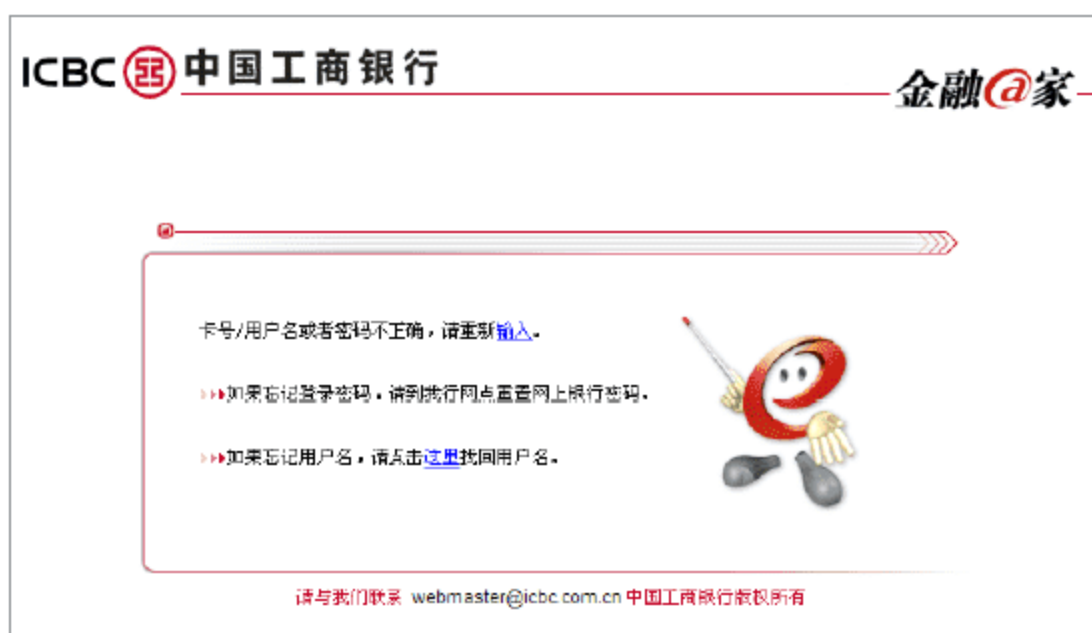 ICBC 中国工商银行
金融@家
卡号/用户名或者密码不正确，请重新输入。
如果忘记登录密码，请到我行网点重置网上银行密码。
如果忘记用户名，请点击这里找回用户名。
请与我们联系 webmaster@icbc.com.cn 中国工商银行版权所有